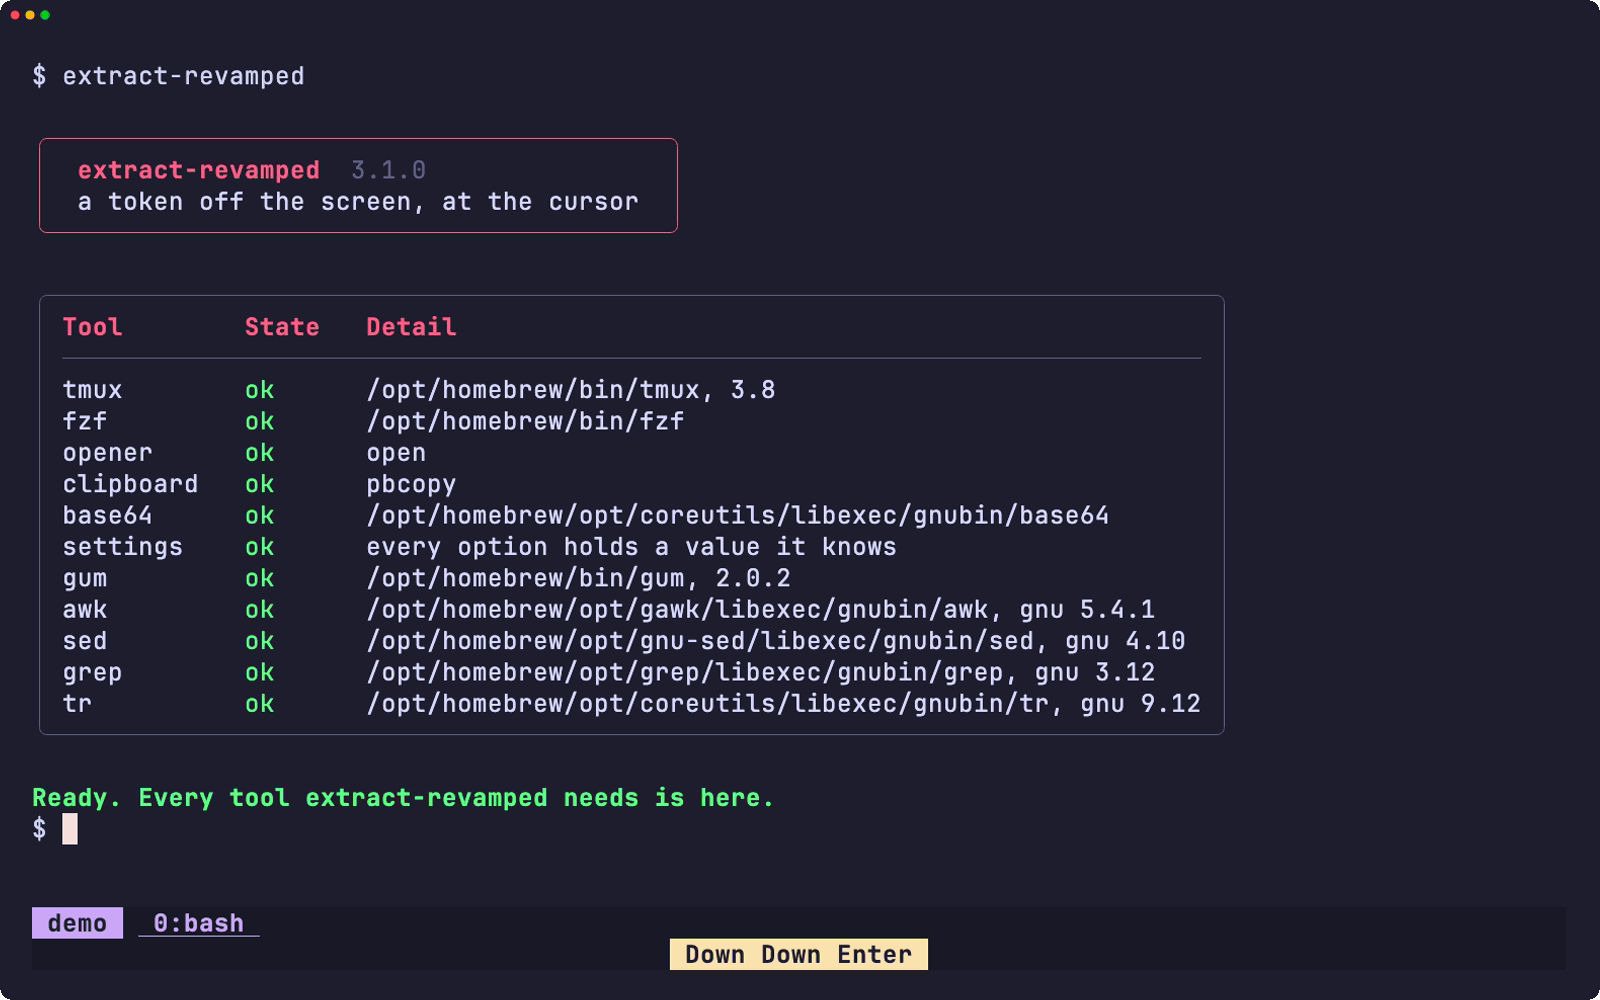 $ extract-revamped
extract-revamped 3.1.0
a token off the screen, at the cursor
Tool State Detail
tmux ok /opt/homebrew/bin/tmux, 3.8
fzf ok /opt/homebrew/bin/fzf
opener ok open
clipboard ok pbcopy
base64 ok /opt/homebrew/opt/coreutils/libexec/gnubin/base64
settings ok every option holds a value it knows
gum ok /opt/homebrew/bin/gum, 2.0.2
awk ok /opt/homebrew/opt/gawk/libexec/gnubin/awk, gnu 5.4.1
sed ok /opt/homebrew/opt/gnu-sed/libexec/gnubin/sed, gnu 4.10
grep ok /opt/homebrew/opt/grep/libexec/gnubin/grep, gnu 3.12
tr ok /opt/homebrew/opt/coreutils/libexec/gnubin/tr, gnu 9.12
Ready. Every tool extract-revamped needs is here.
$
demo 0:bash
Down Down Enter